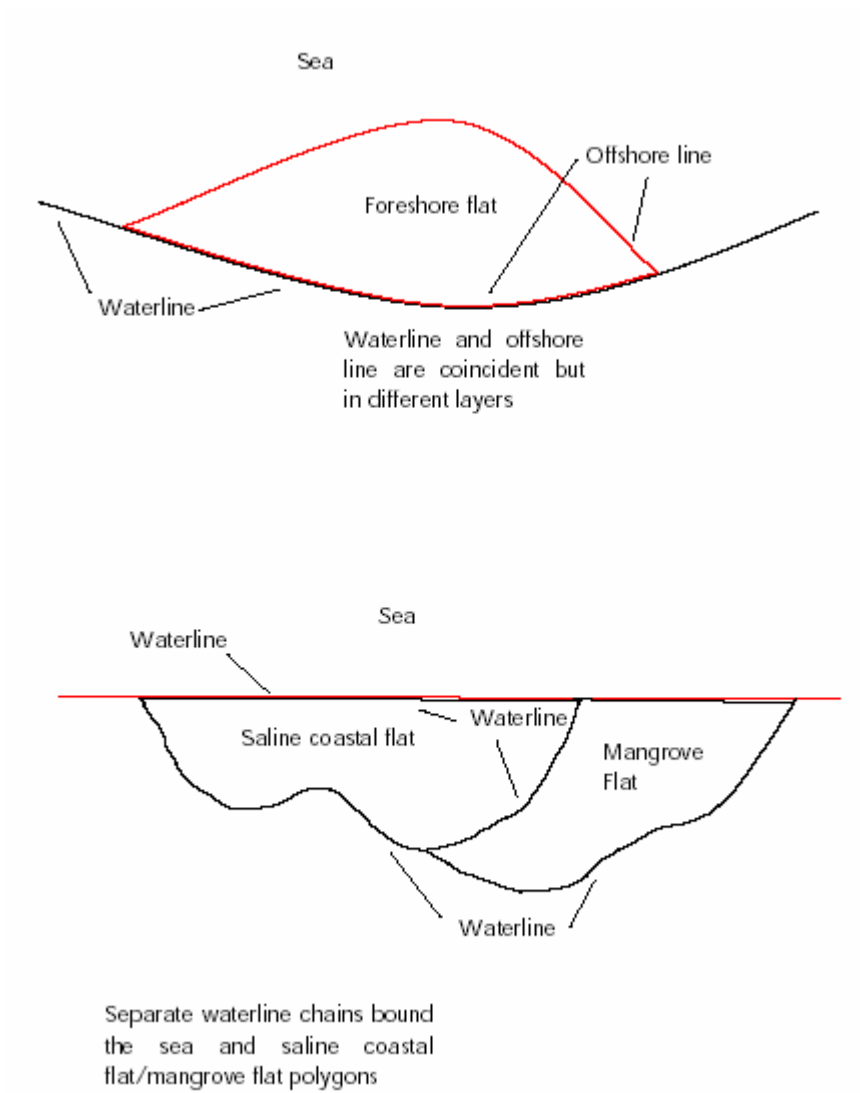 Sea
Offshore line
Foreshore flat
Waterline
Waterline and offshore
line are coincident but
in different layers
Sea
Waterline
Waterline
Saline coastal flat
Mangrove
Flat
Waterline
Separate waterline chains bound
the sea and saline coastal
flat/mangrove flat polygons